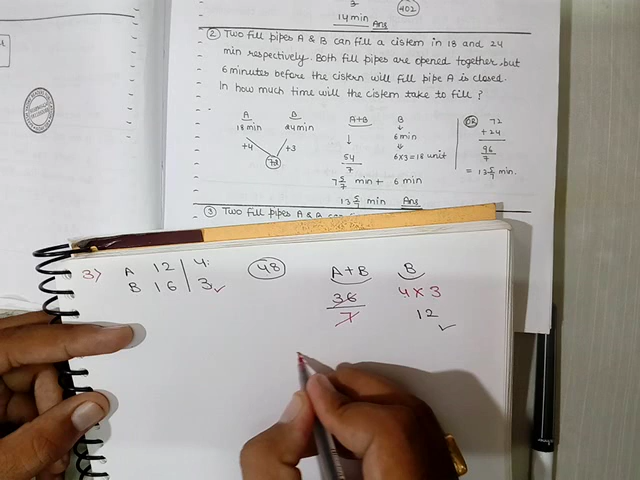 402
14 min Ans
② Two fill pipes A & B can fill a cistern in 18 and 24
min respectively. Both fill pipes are opened together, but
6 minutes before the cistern will fill pipe A is closed.
In how much time will the cistern take to fill ?
A B A+B B OR 72
18 min 24 min ↓ ↓ + 24
+4 +3 6 min 96/7
72 54/7 6x3 = 18 unit = 13 5/7 min.
7 5/7 min + 6 min
13 5/7 min Ans
③ Two fill pipes A & B can
3> A 12 | 4 48 A+B B
B 16 | 3 ✓ 36/7 4 x 3
12 ✓